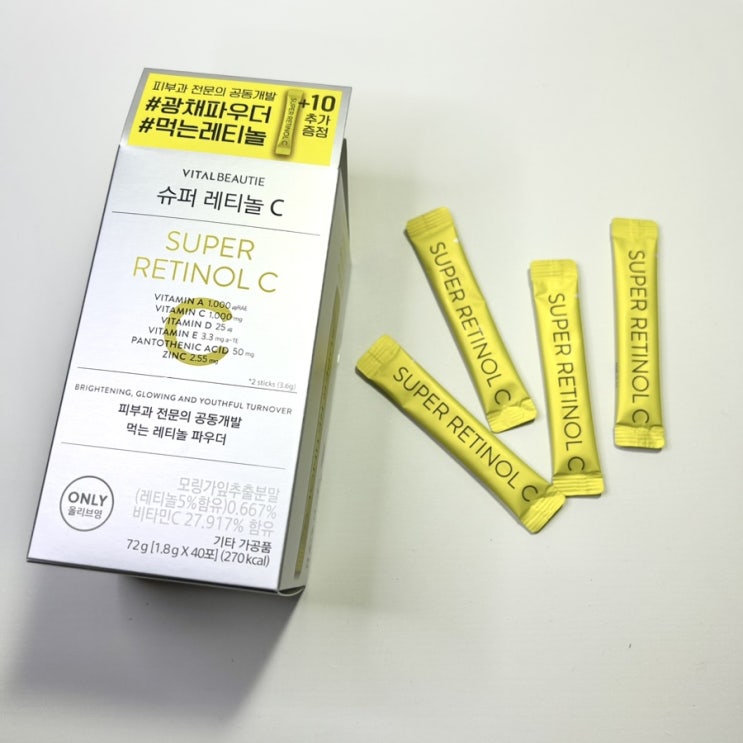 피부과 전문의 공동개발
#광채파우더
#먹는레티놀
SUPER RETINOL C
+10
추가
증정
VITALBEAUTIE
슈퍼 레티놀 C
SUPER
RETINOL C
VITAMIN A 1,000 μgRAE
VITAMIN C 1,000 mg
VITAMIN D 25 μg
VITAMIN E 3.3 mg α-TE
PANTOTHENIC ACID 50 mg
ZINC 2.55 mg
*2 sticks (3.6g)
BRIGHTENING, GLOWING AND YOUTHFUL TURNOVER
피부과 전문의 공동개발
먹는 레티놀 파우더
ONLY
올리브영
모링가잎추출분말
(레티놀5%함유)0.667%
비타민C 27.917% 함유
기타 가공품
72g [1.8g X 40포] (270 kcal)
SUPER RETINOL C
SUPER RETINOL C
SUPER RETINOL C
SUPER RETINOL C